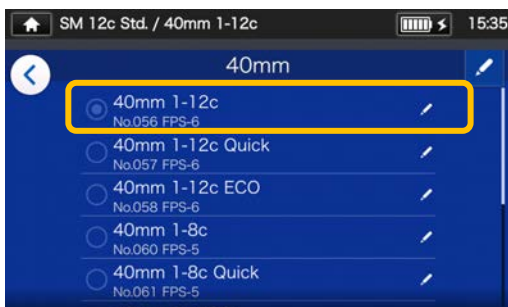 SM 12c Std. / 40mm 1-12c 15:35
40mm
40mm 1-12c
No.056 FPS-6
40mm 1-12c Quick
No.057 FPS-6
40mm 1-12c ECO
No.058 FPS-6
40mm 1-8c
No.060 FPS-5
40mm 1-8c Quick
No.061 FPS-5